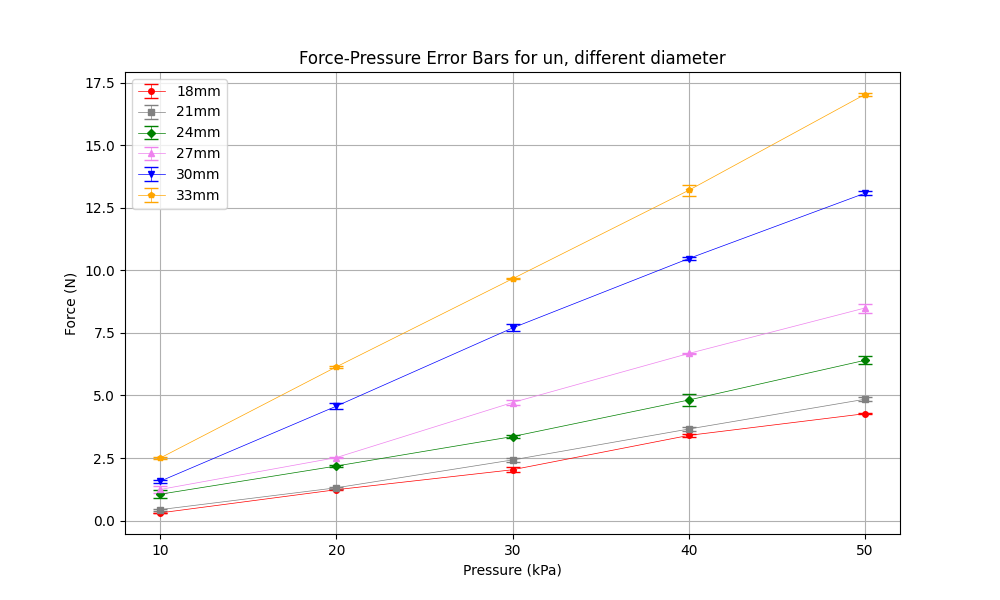 Force-Pressure Error Bars for un, different diameter
17.5
15.0
12.5
10.0
7.5
5.0
2.5
0.0
Force (N)
18mm
21mm
24mm
27mm
30mm
33mm
10 20 30 40 50
Pressure (kPa)